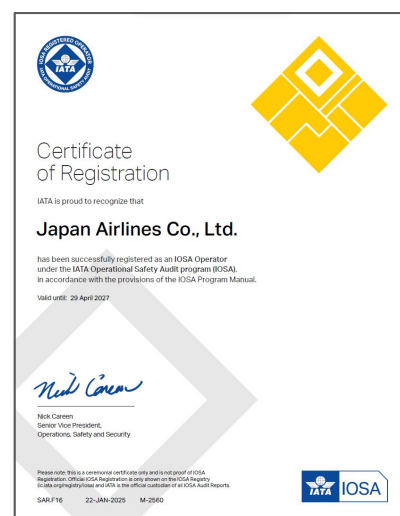 IOSA REGISTERED OPERATOR
IATA
IATA OPERATIONAL SAFETY AUDIT
Certificate
of Registration
IATA is proud to recognize that
Japan Airlines Co., Ltd.
has been successfully registered as an IOSA Operator
under the IATA Operational Safety Audit program (IOSA).
in accordance with the provisions of the IOSA Program Manual.
Valid until: 29 April 2027
Nick Careen
Nick Careen
Senior Vice President,
Operations, Safety and Security
Please note: this is a ceremonial certificate only and is not proof of IOSA
Registration. Official IOSA Registration is only shown on the IOSA Registry
(iata.org/registry/iosa) and IATA is the official custodian of all IOSA Audit Reports.
SAR.F16 22-JAN-2025 M-2560
IATA IOSA